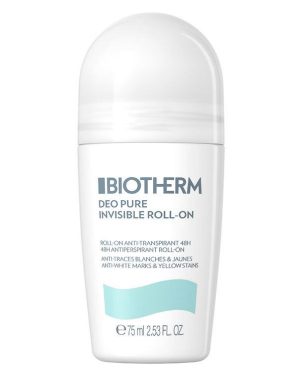 BIOTHERM
DEO PURE
INVISIBLE ROLL-ON
ROLL-ON ANTI-TRANSPIRANT 48H
48H ANTIPERSPIRANT ROLL-ON
ANTI-TRACES BLANCHES & JAUNES
ANTI-WHITE MARKS & YELLOW STAINS
℮ 75 ml 2.53 FL. OZ.